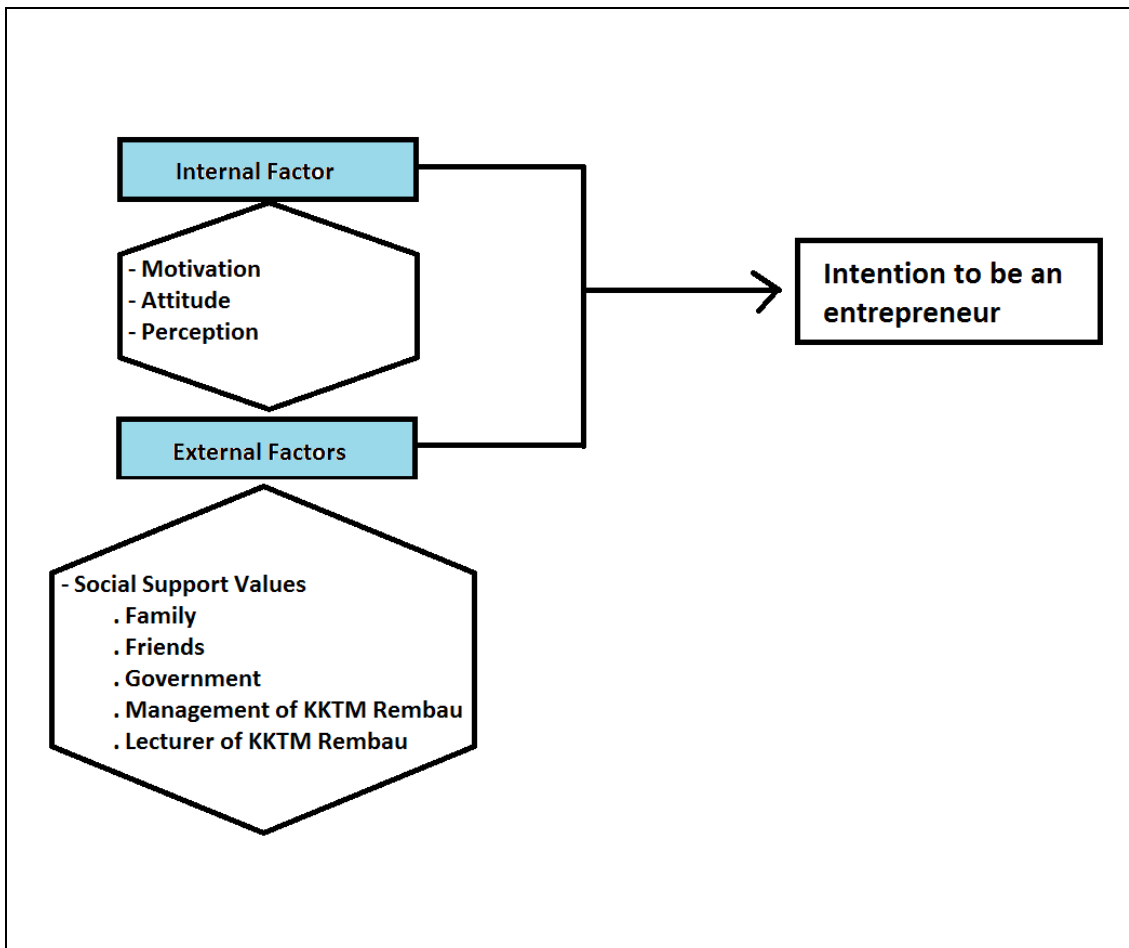 Internal Factor
- Motivation
- Attitude
- Perception
External Factors
- Social Support Values
. Family
. Friends
. Government
. Management of KKTM Rembau
. Lecturer of KKTM Rembau
Intention to be an
entrepreneur